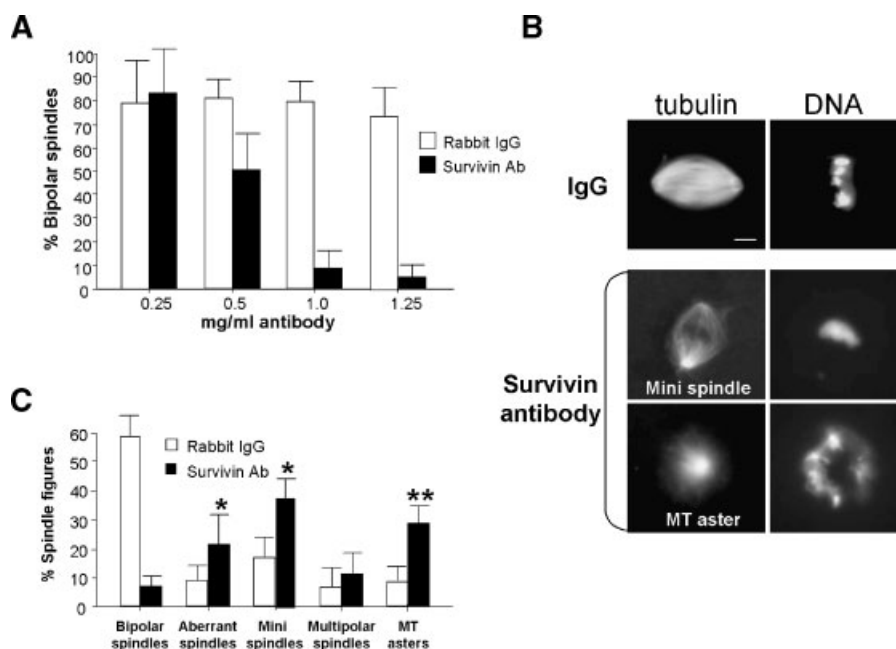 A
% Bipolar spindles
100
90
80
70
60
50
40
30
20
10
0
Rabbit IgG
Survivin Ab
0.25
0.5
1.0
1.25
mg/ml antibody
B
tubulin
DNA
IgG
Survivin
antibody
Mini spindle
MT aster
C
% Spindle figures
60
50
40
30
20
10
0
Rabbit IgG
Survivin Ab
*
*
**
Bipolar
spindles
Aberrant
spindles
Mini
spindles
Multipolar
spindles
MT
asters